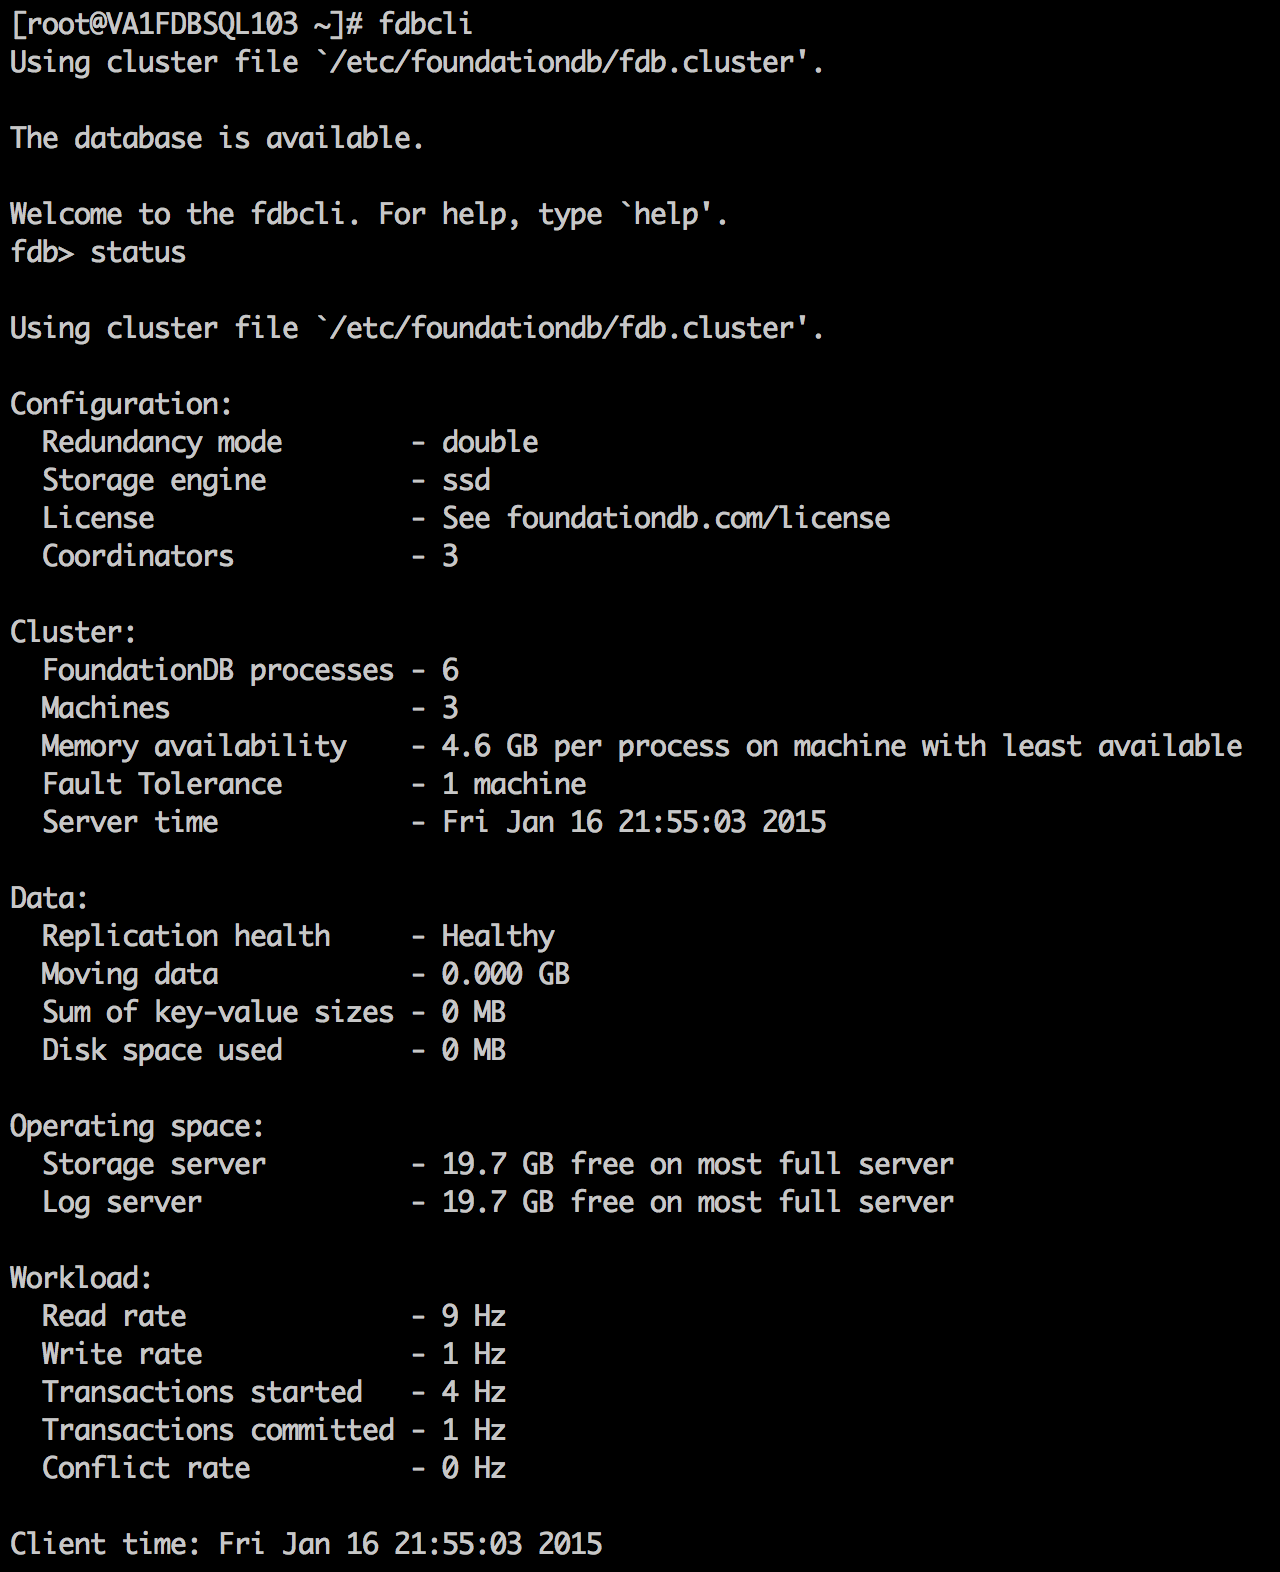 [root@VA1FDBSQL103 ~]# fdbcli
Using cluster file `/etc/foundationdb/fdb.cluster'.

The database is available.

Welcome to the fdbcli. For help, type `help'.
fdb> status

Using cluster file `/etc/foundationdb/fdb.cluster'.

Configuration:
  Redundancy mode        - double
  Storage engine         - ssd
  License                - See foundationdb.com/license
  Coordinators           - 3

Cluster:
  FoundationDB processes - 6
  Machines               - 3
  Memory availability    - 4.6 GB per process on machine with least available
  Fault Tolerance        - 1 machine
  Server time            - Fri Jan 16 21:55:03 2015

Data:
  Replication health     - Healthy
  Moving data            - 0.000 GB
  Sum of key-value sizes - 0 MB
  Disk space used        - 0 MB

Operating space:
  Storage server         - 19.7 GB free on most full server
  Log server             - 19.7 GB free on most full server

Workload:
  Read rate              - 9 Hz
  Write rate             - 1 Hz
  Transactions started   - 4 Hz
  Transactions committed - 1 Hz
  Conflict rate          - 0 Hz

Client time: Fri Jan 16 21:55:03 2015